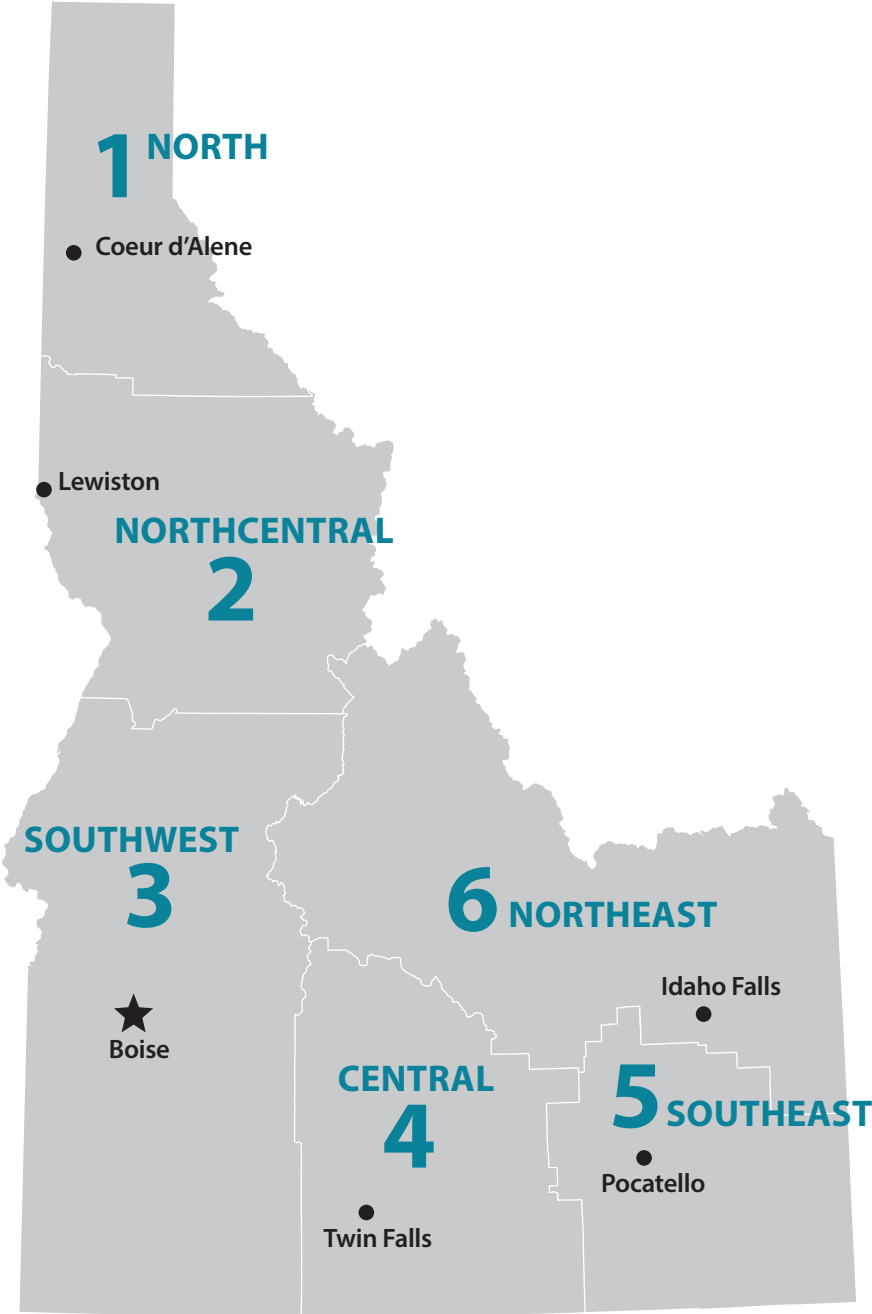 1 NORTH
Coeur d'Alene
Lewiston
NORTHCENTRAL
2
SOUTHWEST
3
6 NORTHEAST
Idaho Falls
Boise
CENTRAL
4
5 SOUTHEAST
Pocatello
Twin Falls